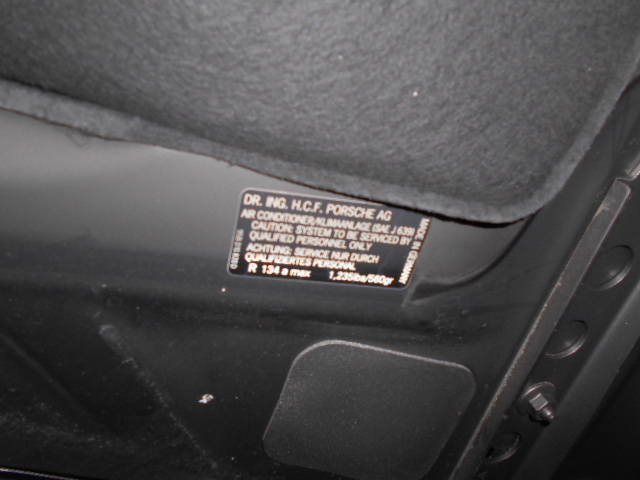 DR. ING. H.C.F. PORSCHE AG
AIR CONDITIONER/KLIMAANLAGE (SAE J 639)
CAUTION: SYSTEM TO BE SERVICED BY
QUALIFIED PERSONNEL ONLY
ACHTUNG: SERVICE NUR DURCH
QUALIFIZIERTES PERSONAL
R 134 a max 1,235lbs/560gr
MADE IN GERMANY